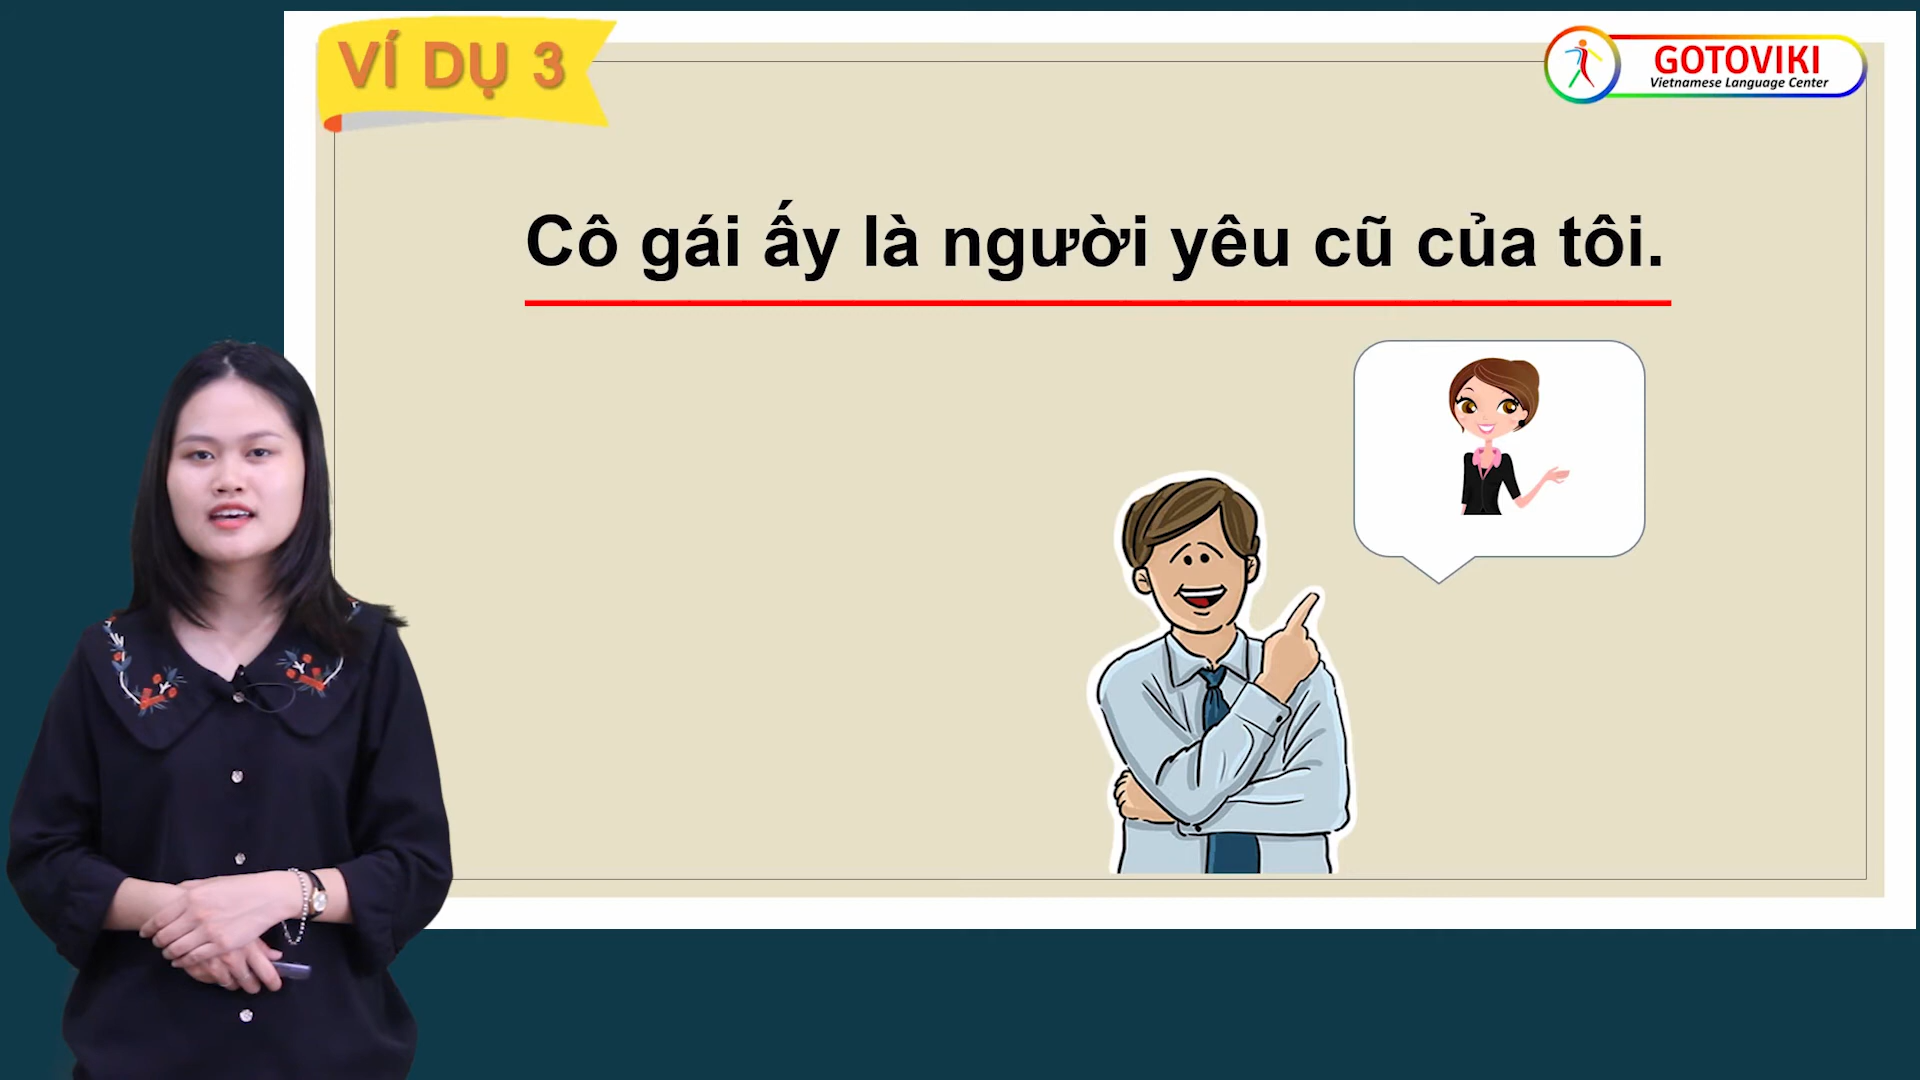 VÍ DỤ 3
GOTOVIKI
Vietnamese Language Center
Cô gái ấy là người yêu cũ của tôi.